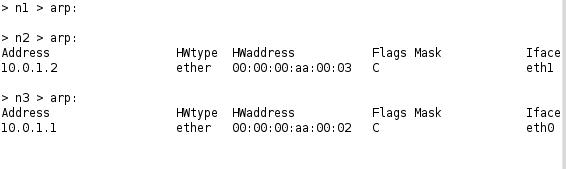 > n1 > arp:
> n2 > arp:
Address HWtype HWaddress Flags Mask Iface
10.0.1.2 ether 00:00:00:aa:00:03 C eth1
> n3 > arp:
Address HWtype HWaddress Flags Mask Iface
10.0.1.1 ether 00:00:00:aa:00:02 C eth0